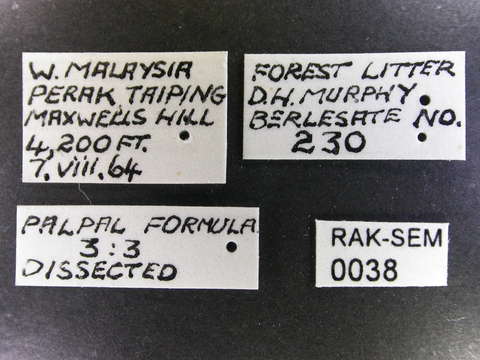 W. MALAYSIA
PERAK, TAIPING
MAXWELLS HILL
4,200 FT.
7.viii.64
FOREST LITTER
D.H. MURPHY
BERLESATE NO.
230
PALPAL FORMULA
3:3
DISSECTED
RAK-SEM
0038